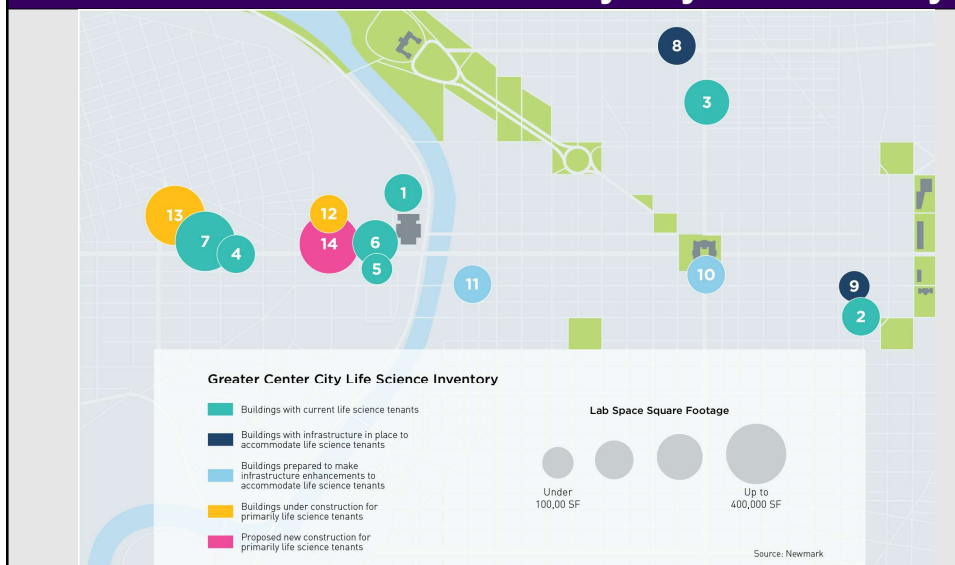 8
3
1
13
12
7
4
14
6
5
11
10
9
2
Greater Center City Life Science Inventory
Buildings with current life science tenants
Buildings with infrastructure in place to
accommodate life science tenants
Buildings prepared to make
infrastructure enhancements to
accommodate life science tenants
Buildings under construction for
primarily life science tenants
Proposed new construction for
primarily life science tenants
Lab Space Square Footage
Under
100,00 SF
Up to
400,000 SF
Source: Newmark